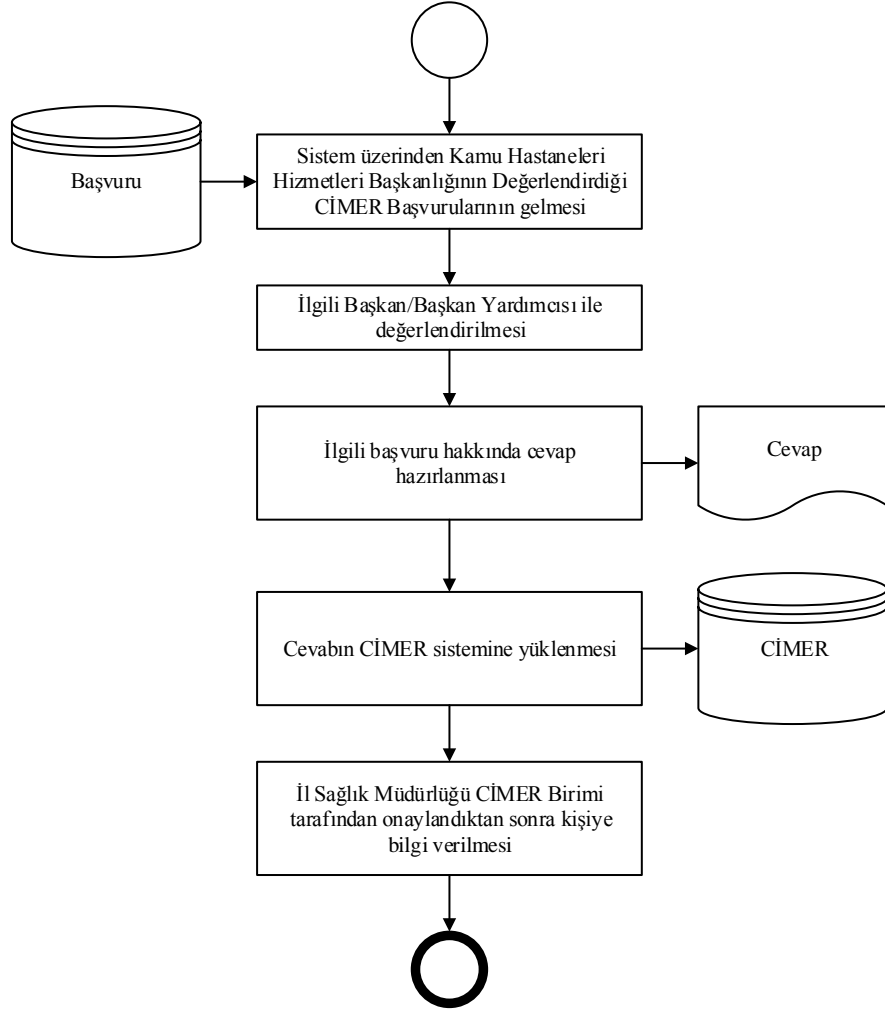 Başvuru
Sistem üzerinden Kamu Hastaneleri
Hizmetleri Başkanlığının Değerlendirdiği
CİMER Başvurularının gelmesi
İlgili Başkan/Başkan Yardımcısı ile
değerlendirilmesi
İlgili başvuru hakkında cevap
hazırlanması
Cevap
Cevabın CİMER sistemine yüklenmesi
CİMER
İl Sağlık Müdürlüğü CİMER Birimi
tarafından onaylandıktan sonra kişiye
bilgi verilmesi